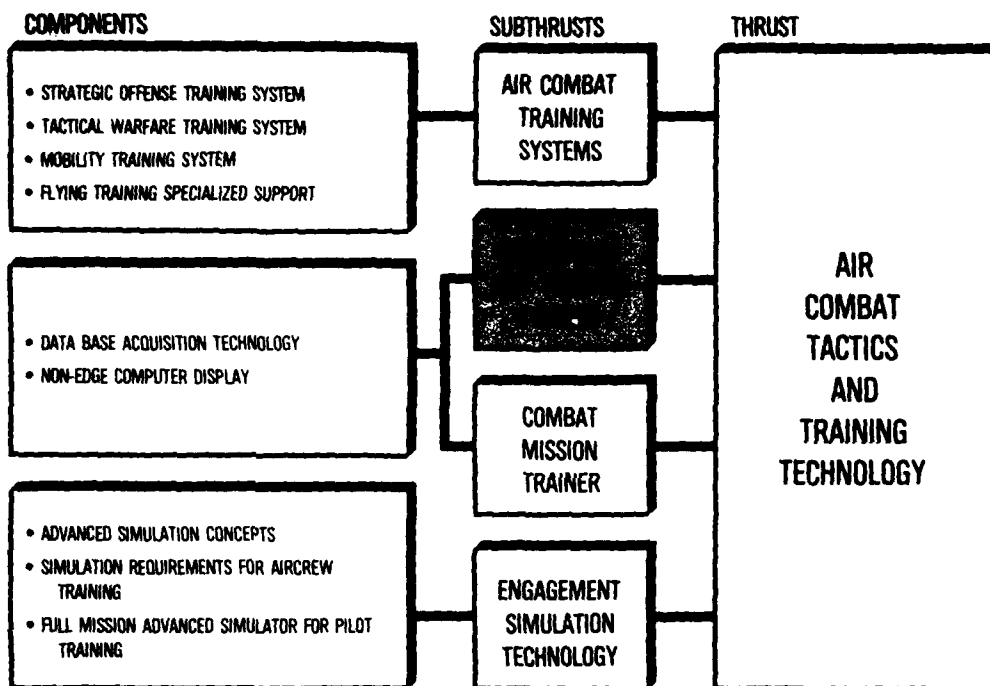 COMPONENTS
SUBTHRUSTS
THRUST
• STRATEGIC OFFENSE TRAINING SYSTEM
• TACTICAL WARFARE TRAINING SYSTEM
• MOBILITY TRAINING SYSTEM
• FLYING TRAINING SPECIALIZED SUPPORT
AIR COMBAT
TRAINING
SYSTEMS
• DATA BASE ACQUISITION TECHNOLOGY
• NON-EDGE COMPUTER DISPLAY
COMBAT
MISSION
TRAINER
• ADVANCED SIMULATION CONCEPTS
• SIMULATION REQUIREMENTS FOR AIRCREW
TRAINING
• FULL MISSION ADVANCED SIMULATOR FOR PILOT
TRAINING
ENGAGEMENT
SIMULATION
TECHNOLOGY
AIR
COMBAT
TACTICS
AND
TRAINING
TECHNOLOGY